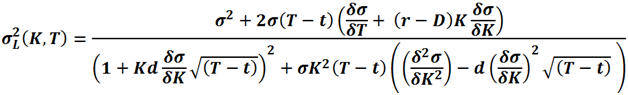 σ_L^2(K,T) = \frac{σ^2 + 2σ(T − t)\left(\frac{δσ}{δT} + (r − D)K\frac{δσ}{δK}\right)}{\left(1 + Kd\frac{δσ}{δK}\sqrt{(T − t)}\right)^2 + σK^2(T − t)\left(\left(\frac{δ^2σ}{δK^2}\right) − d\left(\frac{δσ}{δK}\right)^2\sqrt{(T − t)}\right)}